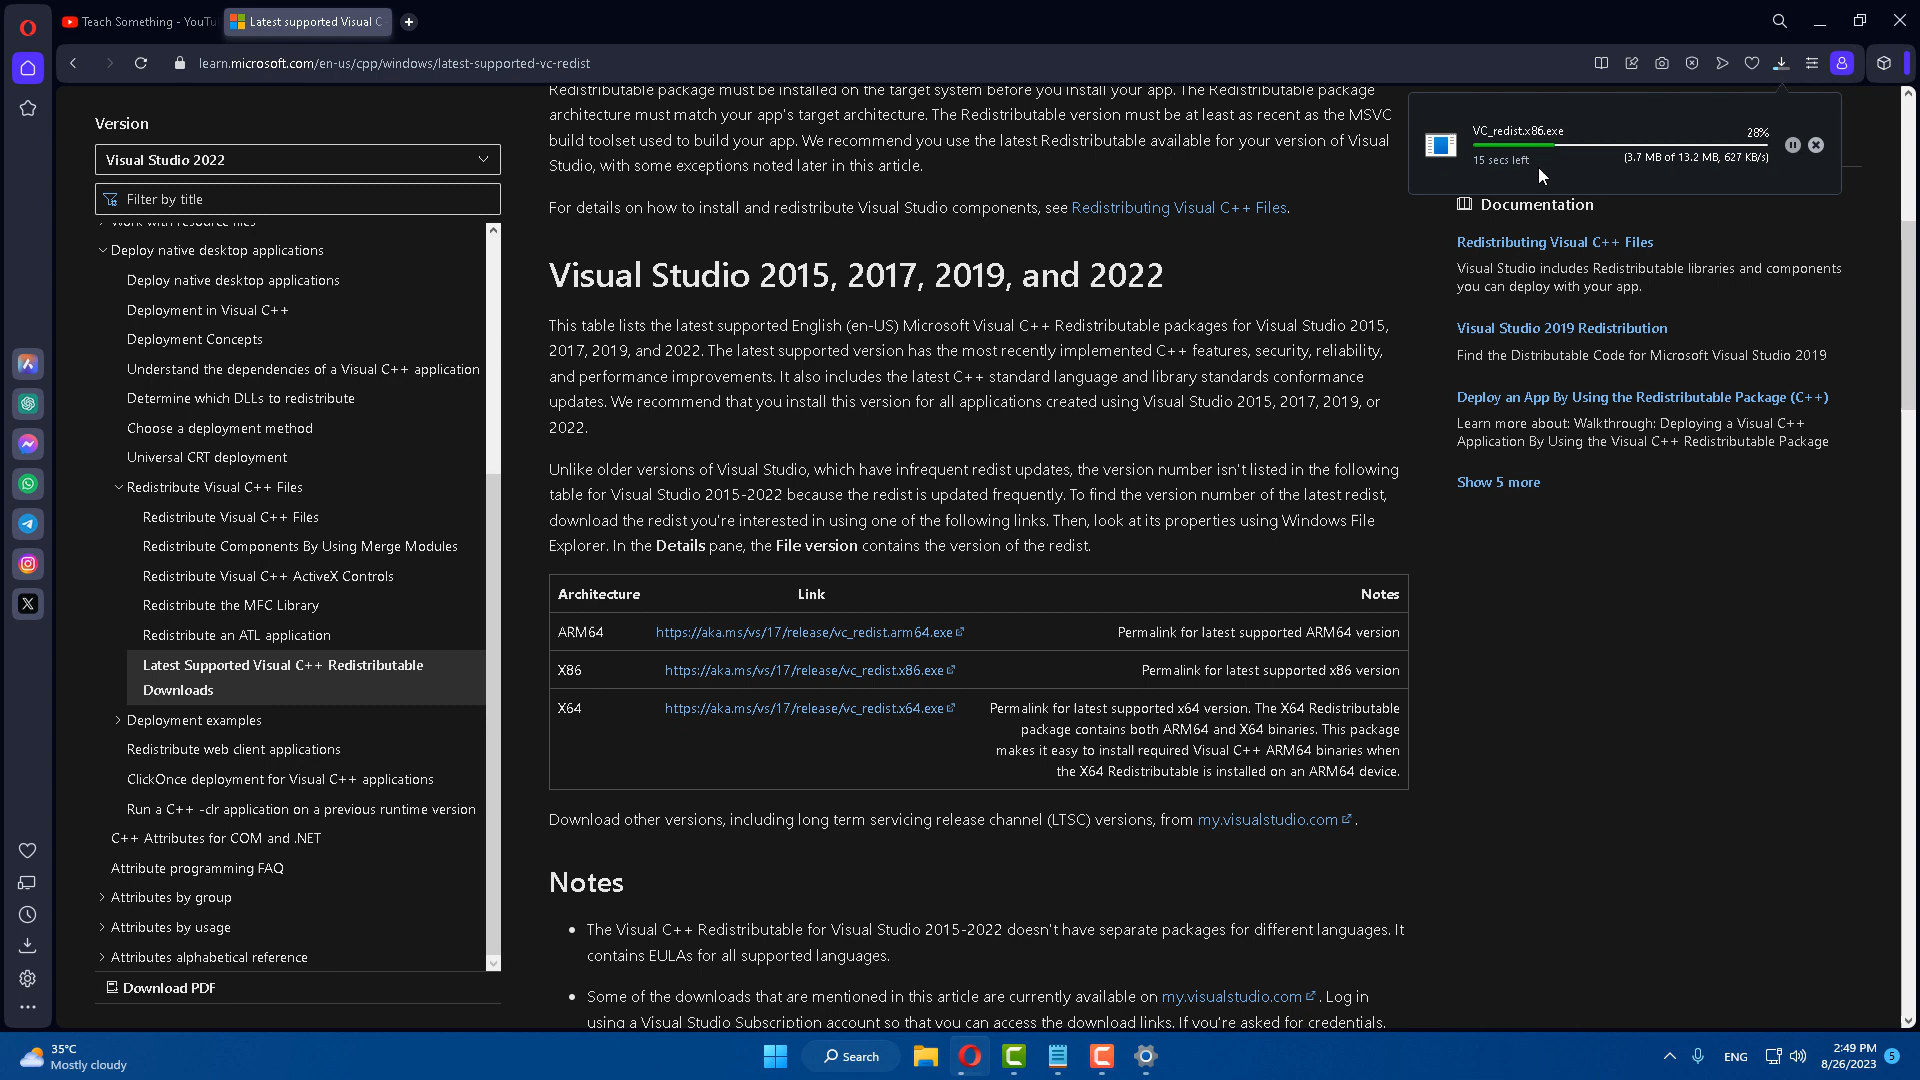 Teach Something - YouTu
Latest supported Visual C
learn.microsoft.com/en-us/cpp/windows/latest-supported-vc-redist
VC_redist.x86.exe
28%
15 secs left
(3.7 MB of 13.2 MB, 627 KB/s)
Version
Visual Studio 2022
Filter by title
Work with resource files
Deploy native desktop applications
Deploy native desktop applications
Deployment in Visual C++
Deployment Concepts
Understand the dependencies of a Visual C++ application
Determine which DLLs to redistribute
Choose a deployment method
Universal CRT deployment
Redistribute Visual C++ Files
Redistribute Visual C++ Files
Redistribute Components By Using Merge Modules
Redistribute Visual C++ ActiveX Controls
Redistribute the MFC Library
Redistribute an ATL application
Latest Supported Visual C++ Redistributable
Downloads
Deployment examples
Redistribute web client applications
ClickOnce deployment for Visual C++ applications
Run a C++ -clr application on a previous runtime version
C++ Attributes for COM and .NET
Attribute programming FAQ
Attributes by group
Attributes by usage
Attributes alphabetical reference
Download PDF
Redistributable package must be installed on the target system before you install your app. The Redistributable package
architecture must match your app's target architecture. The Redistributable version must be at least as recent as the MSVC
build toolset used to build your app. We recommend you use the latest Redistributable available for your version of Visual
Studio, with some exceptions noted later in this article.
For details on how to install and redistribute Visual Studio components, see Redistributing Visual C++ Files.
Visual Studio 2015, 2017, 2019, and 2022
This table lists the latest supported English (en-US) Microsoft Visual C++ Redistributable packages for Visual Studio 2015,
2017, 2019, and 2022. The latest supported version has the most recently implemented C++ features, security, reliability,
and performance improvements. It also includes the latest C++ standard language and library standards conformance
updates. We recommend that you install this version for all applications created using Visual Studio 2015, 2017, 2019, or
2022.
Unlike older versions of Visual Studio, which have infrequent redist updates, the version number isn't listed in the following
table for Visual Studio 2015-2022 because the redist is updated frequently. To find the version number of the latest redist,
download the redist you're interested in using one of the following links. Then, look at its properties using Windows File
Explorer. In the Details pane, the File version contains the version of the redist.
Architecture Link Notes
ARM64 https://aka.ms/vs/17/release/vc_redist.arm64.exe Permalink for latest supported ARM64 version
X86 https://aka.ms/vs/17/release/vc_redist.x86.exe Permalink for latest supported x86 version
X64 https://aka.ms/vs/17/release/vc_redist.x64.exe Permalink for latest supported x64 version. The X64 Redistributable
package contains both ARM64 and X64 binaries. This package
makes it easy to install required Visual C++ ARM64 binaries when
the X64 Redistributable is installed on an ARM64 device.
Download other versions, including long term servicing release channel (LTSC) versions, from my.visualstudio.com.
Notes
• The Visual C++ Redistributable for Visual Studio 2015-2022 doesn't have separate packages for different languages. It
contains EULAs for all supported languages.
• Some of the downloads that are mentioned in this article are currently available on my.visualstudio.com. Log in
using a Visual Studio Subscription account so that you can access the download links. If you're asked for credentials,
Documentation
Redistributing Visual C++ Files
Visual Studio includes Redistributable libraries and components
you can deploy with your app.
Visual Studio 2019 Redistribution
Find the Distributable Code for Microsoft Visual Studio 2019
Deploy an App By Using the Redistributable Package (C++)
Learn more about: Walkthrough: Deploying a Visual C++
Application By Using the Visual C++ Redistributable Package
Show 5 more
35°C
Mostly cloudy
Search
ENG
2:49 PM
8/26/2023
5